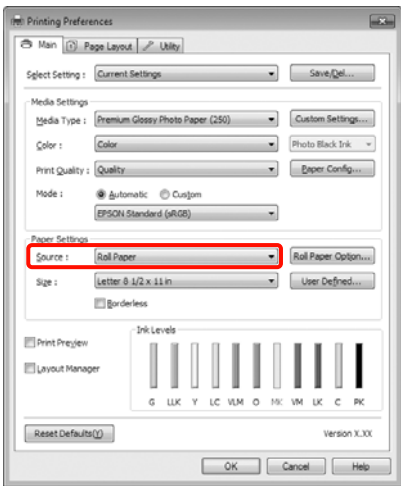 Printing Preferences
Main Page Layout Utility
Select Setting : Current Settings Save/Del...
Media Settings
Media Type : Premium Glossy Photo Paper (250) Custom Settings...
Color : Color Photo Black Ink
Print Quality : Quality Paper Config...
Mode : Automatic Custom
EPSON Standard (sRGB)
Paper Settings
Source : Roll Paper Roll Paper Option...
Size : Letter 8 1/2 x 11 in User Defined...
Borderless
Ink Levels
Print Preview
Layout Manager
G LLK Y LC VLM O MK VM LK C PK
Reset Defaults(Y) Version X.XX
OK Cancel Help